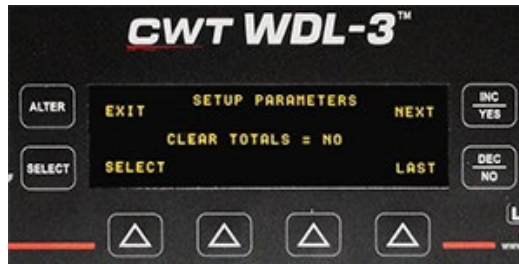 CWT WDL-3™
ALTER
EXIT
SETUP PARAMETERS
NEXT
INC
YES
CLEAR TOTALS = NO
SELECT
SELECT
LAST
DEC
NO